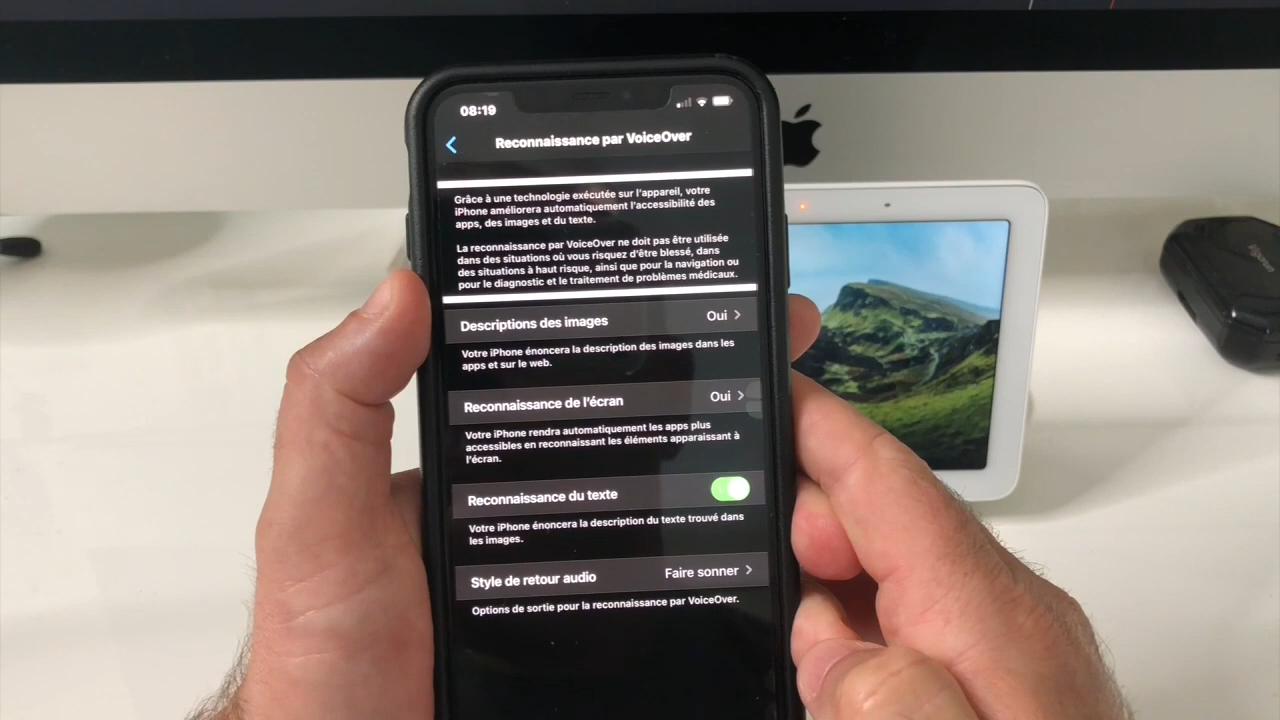 08:19
Reconnaissance par VoiceOver
Grâce à une technologie exécutée sur l'appareil, votre
iPhone améliorera automatiquement l'accessibilité des
apps, des images et du texte.
La reconnaissance par VoiceOver ne doit pas être utilisée
dans des situations où vous risquez d'être blessé, dans
des situations à haut risque, ainsi que pour la navigation ou
pour le diagnostic et le traitement de problèmes médicaux.
Descriptions des images Oui
Votre iPhone énoncera la description des images dans les
apps et sur le web.
Reconnaissance de l'écran Oui
Votre iPhone rendra automatiquement les apps plus
accessibles en reconnaissant les éléments apparaissant à
l'écran.
Reconnaissance du texte
Votre iPhone énoncera la description du texte trouvé dans
les images.
Style de retour audio Faire sonner
Options de sortie pour la reconnaissance par VoiceOver.